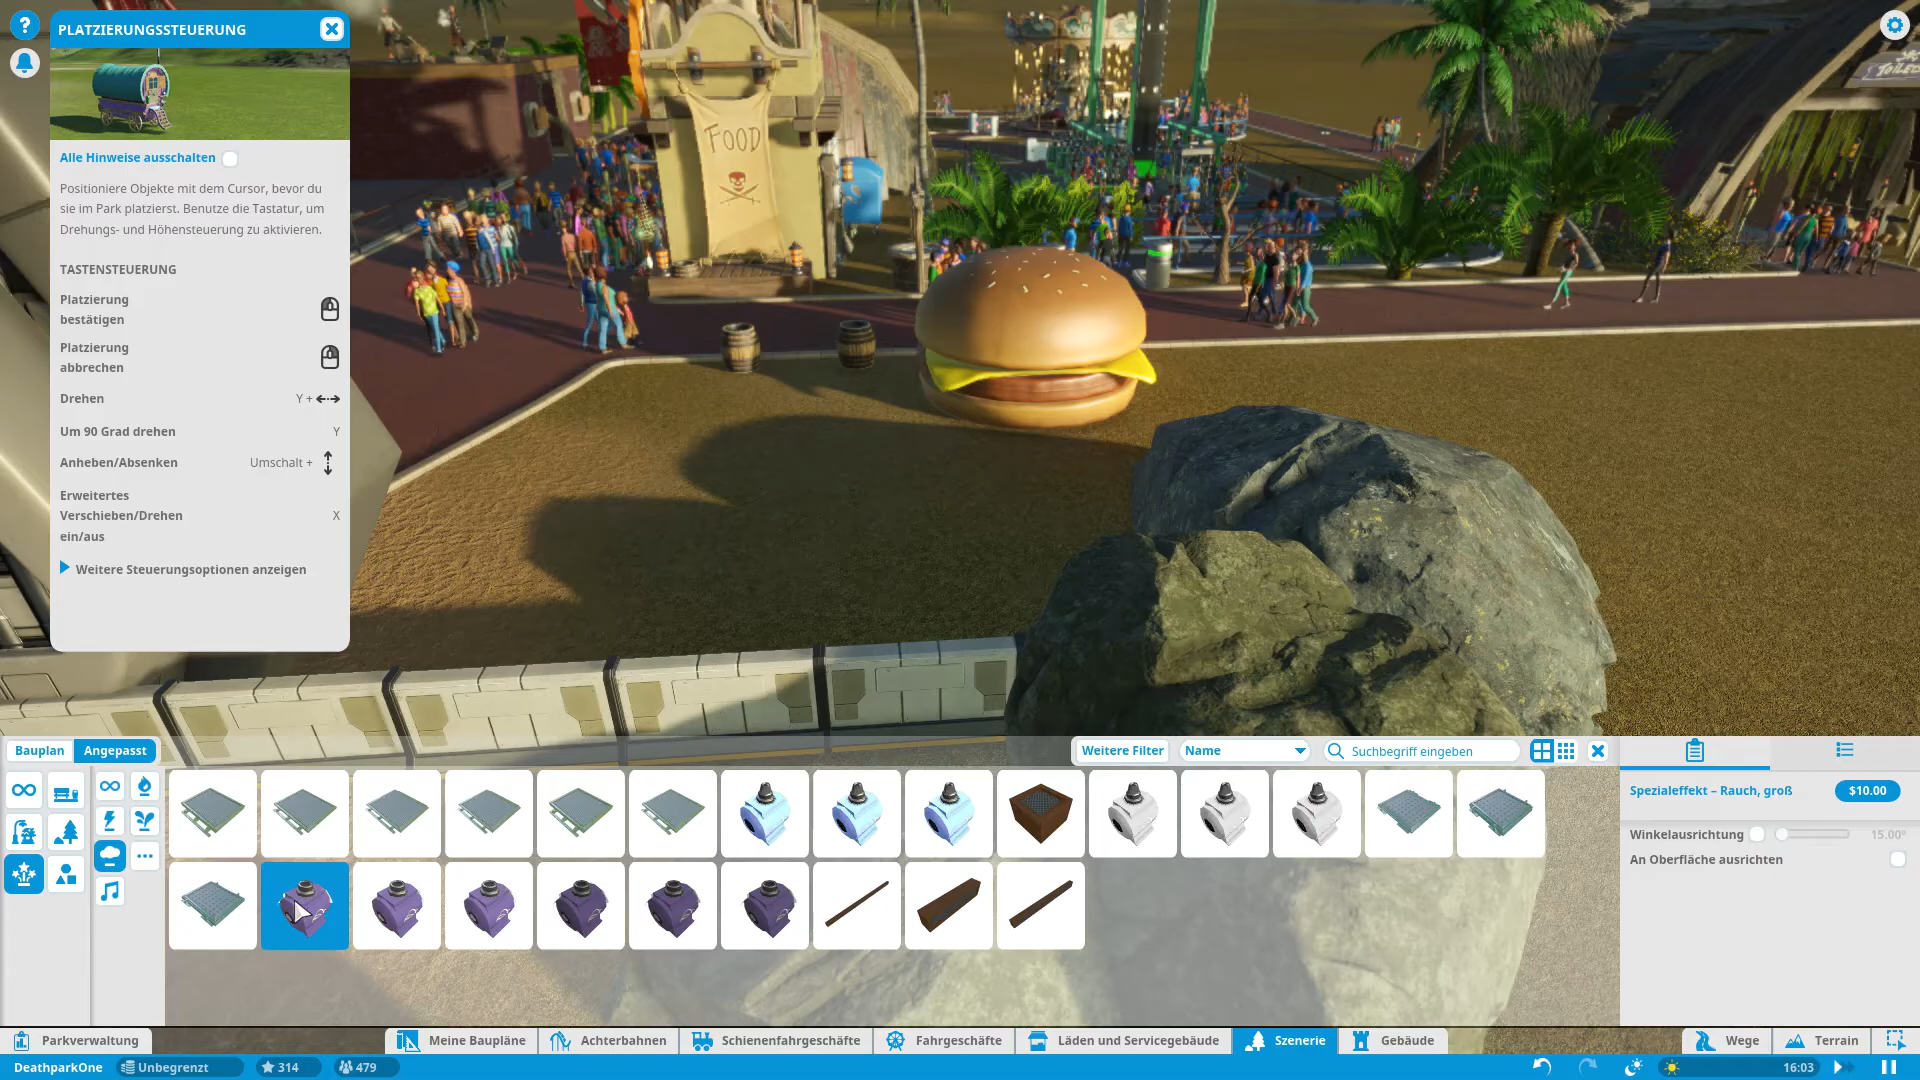 PLATZIERUNGSSTEUERUNG
Alle Hinweise ausschalten
Positioniere Objekte mit dem Cursor, bevor du
sie im Park platzierst. Benutze die Tastatur, um
Drehungs- und Höhensteuerung zu aktivieren.
TASTENSTEUERUNG
Platzierung
bestätigen
Platzierung
abbrechen
Drehen Y +
Um 90 Grad drehen Y
Anheben/Absenken Umschalt +
Erweitertes
Verschieben/Drehen X
ein/aus
Weitere Steuerungsoptionen anzeigen
FOOD
TOILET
Bauplan Angepasst
Weitere Filter Name Suchbegriff eingeben
Spezialeffekt – Rauch, groß $10.00
Winkelausrichtung 15.00°
An Oberfläche ausrichten
Parkverwaltung Meine Baupläne Achterbahnen Schienenfahrgeschäfte Fahrgeschäfte Läden und Servicegebäude Szenerie Gebäude Wege Terrain
DeathparkOne Unbegrenzt 314 479 16:03